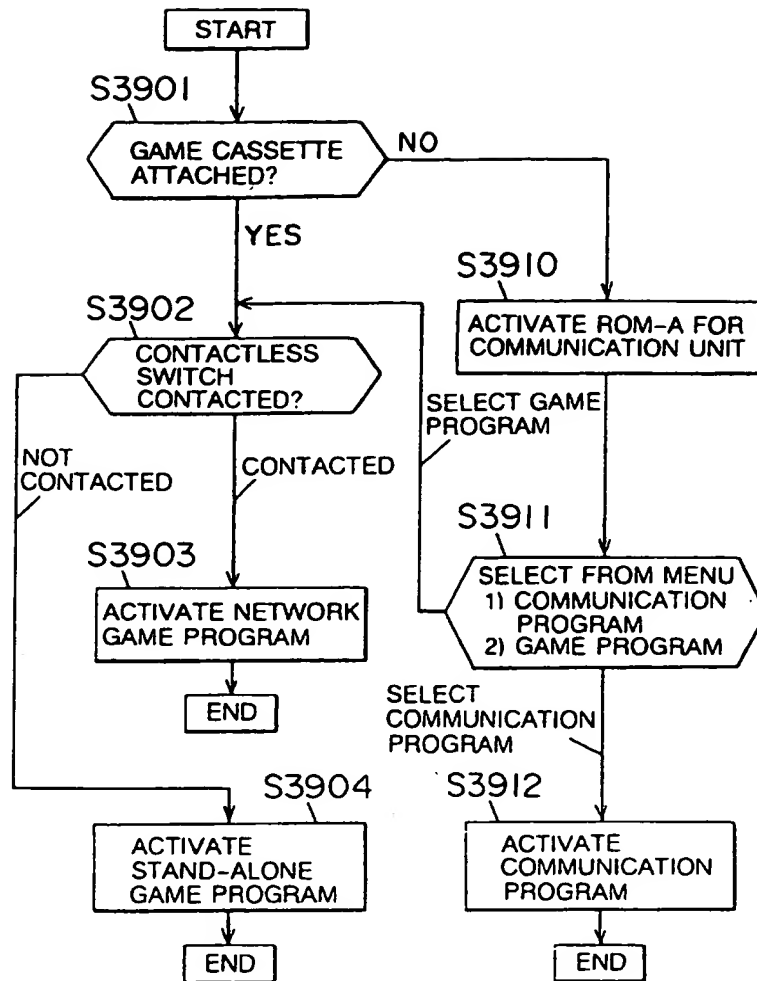 START
S3901
GAME CASSETTE
ATTACHED?
NO
YES
S3910
ACTIVATE ROM-A FOR
COMMUNICATION UNIT
S3902
CONTACTLESS
SWITCH
CONTACTED?
SELECT GAME
PROGRAM
NOT
CONTACTED
CONTACTED
S3911
SELECT FROM MENU
1) COMMUNICATION
PROGRAM
2) GAME PROGRAM
S3903
ACTIVATE NETWORK
GAME PROGRAM
END
SELECT
COMMUNICATION
PROGRAM
S3904
ACTIVATE
STAND-ALONE
GAME PROGRAM
END
S3912
ACTIVATE
COMMUNICATION
PROGRAM
END